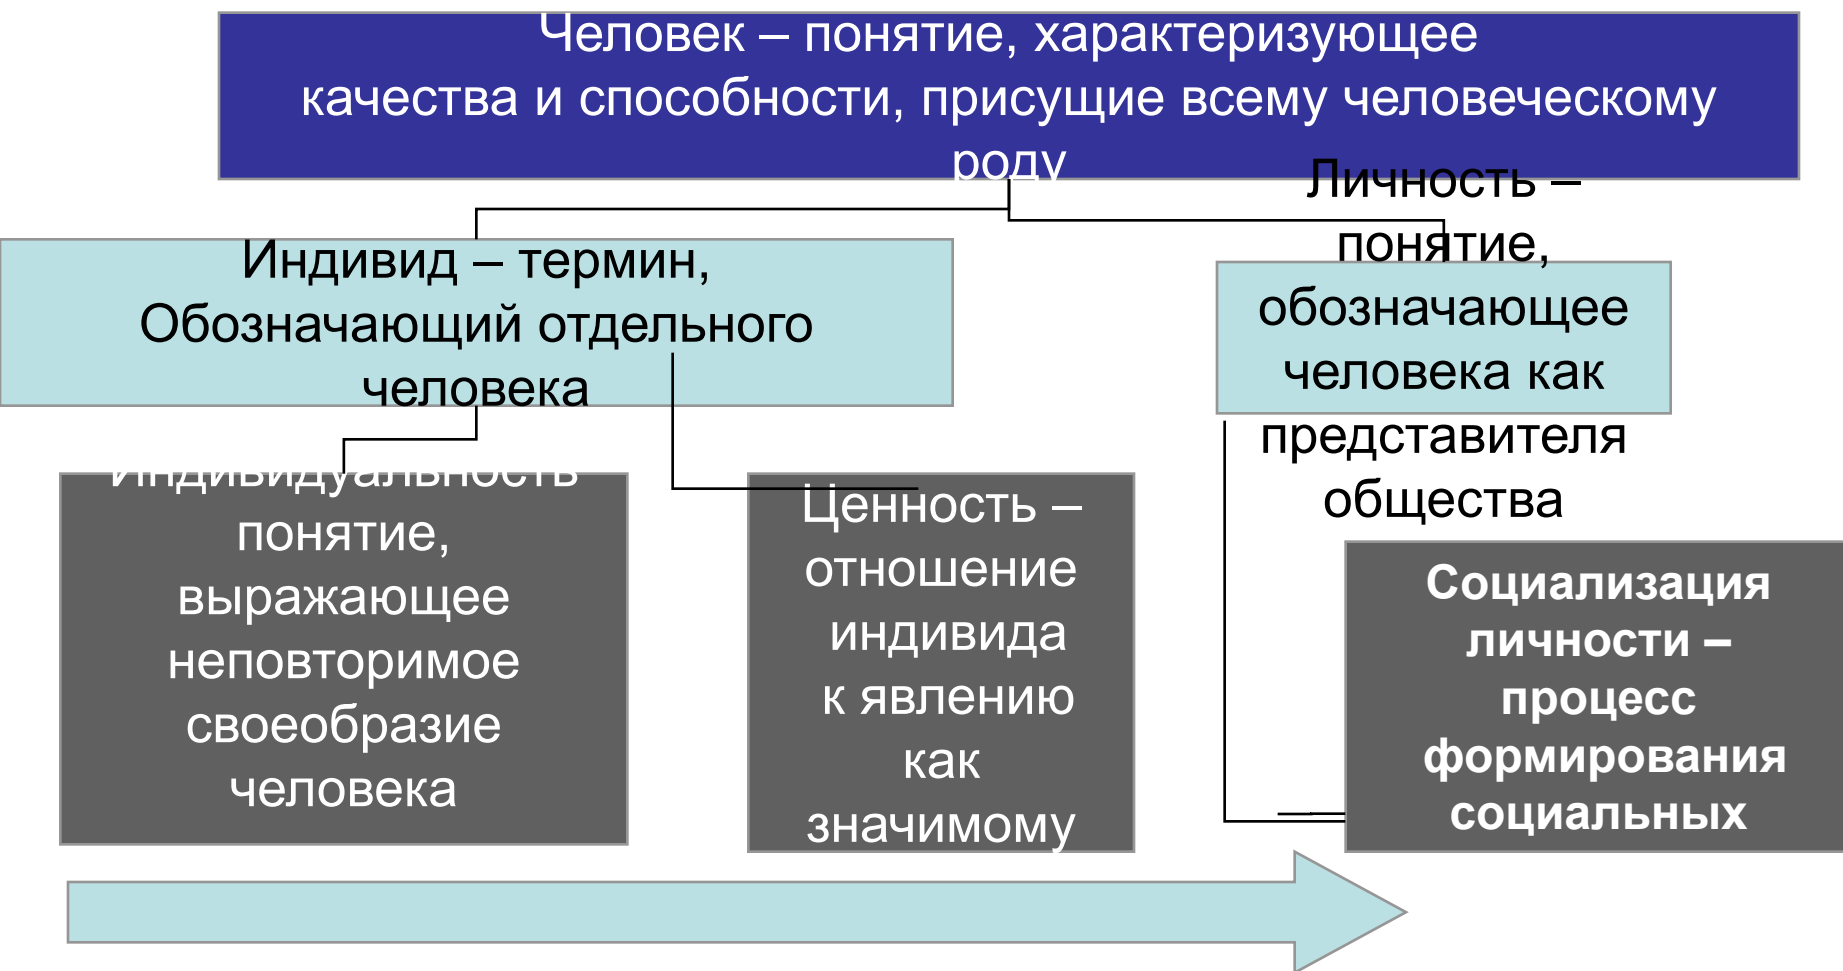 Человек – понятие, характеризующее
качества и способности, присущие всему человеческому
роду
Индивид – термин,
Обозначающий отдельного
человека
Личность –
понятие,
обозначающее
человека как
представителя
общества
Индивидуальность
понятие,
выражающее
неповторимое
своеобразие
человека
Ценность –
отношение
индивида
к явлению
как
значимому
Социализация
личности –
процесс
формирования
социальных